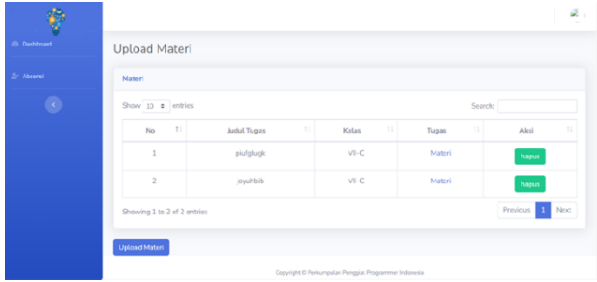 Dashboard
Absensi
Upload Materi
Materi
Show 10 entries
Search:
No Judul Tugas Kelas Tugas Aksi
1 piufglugk VII-C Materi hapus
2 joyuhbib VII-C Materi hapus
Showing 1 to 2 of 2 entries
Previous 1 Next
Upload Materi
Copyright © Perkumpulan Penggiat Programmer Indonesia